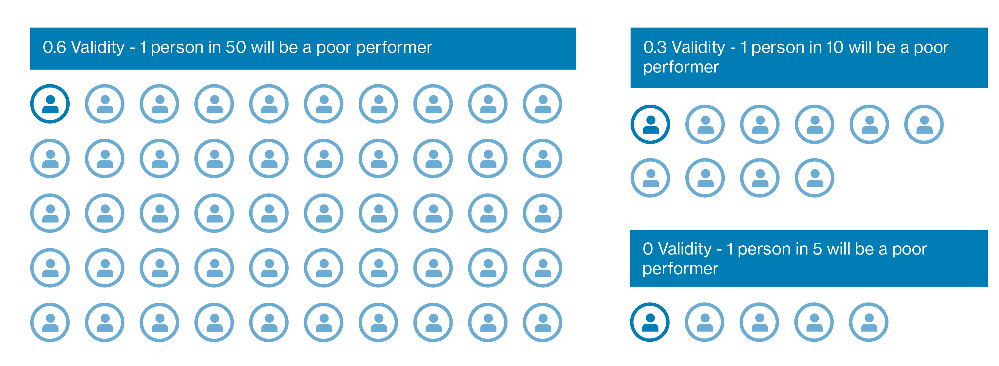 0.6 Validity - 1 person in 50 will be a poor performer
0.3 Validity - 1 person in 10 will be a poor
performer
0 Validity - 1 person in 5 will be a poor
performer